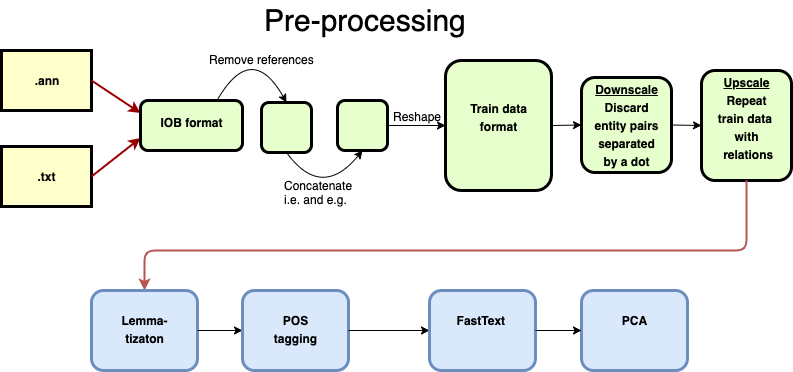 Pre-processing
.ann
.txt
IOB format
Remove references
Concatenate
i.e. and e.g.
Reshape
Train data
format
Downscale
Discard
entity pairs
separated
by a dot
Upscale
Repeat
train data
with
relations
Lemma-
tizaton
POS
tagging
FastText
PCA